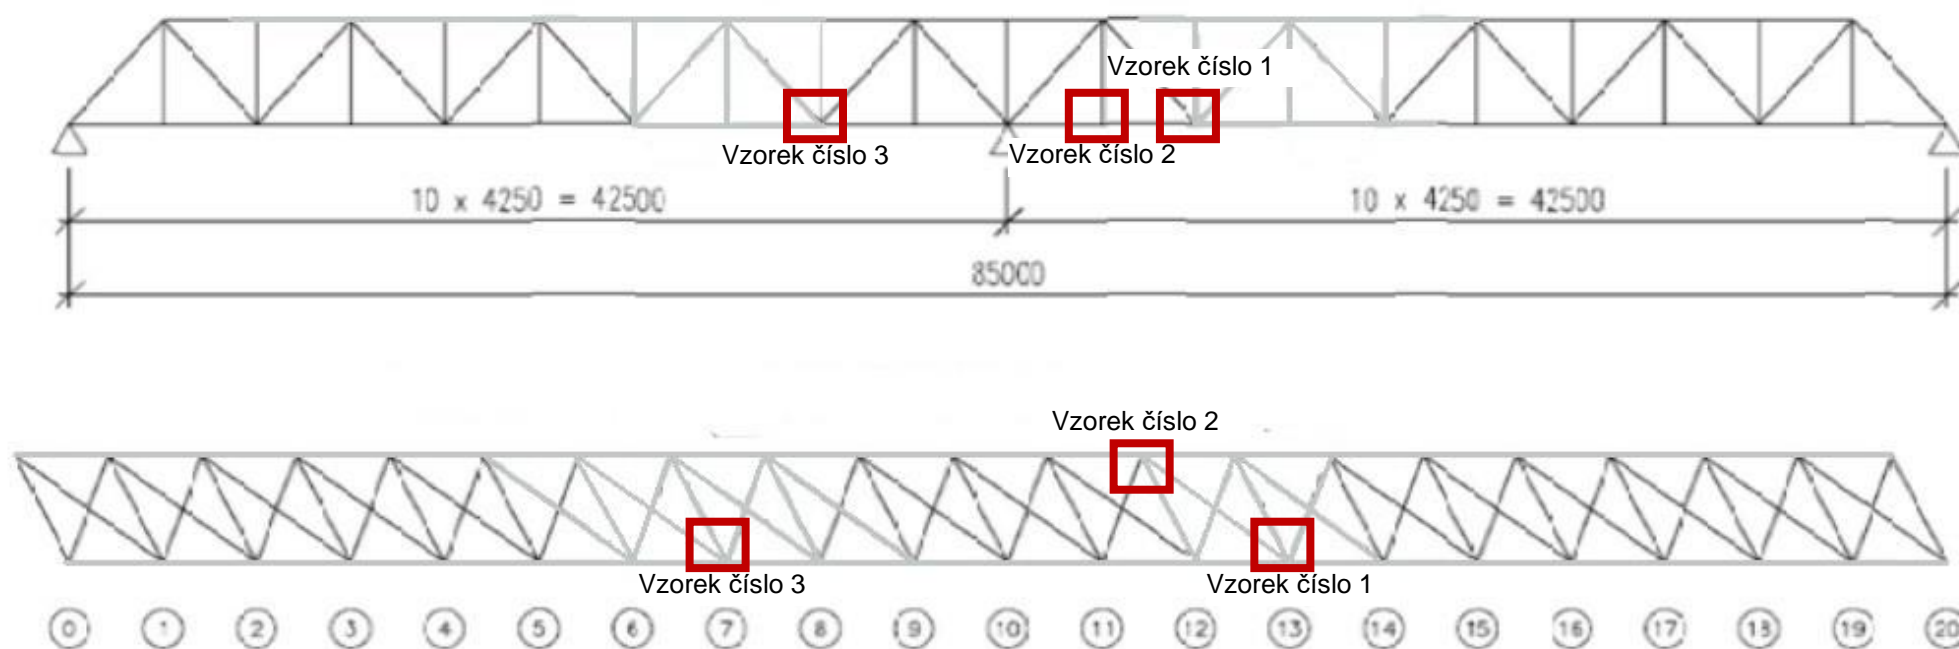 Vzorek číslo 1
Vzorek číslo 3
Vzorek číslo 2
10 x 4250 = 42500
10 x 4250 = 42500
85000
Vzorek číslo 2
Vzorek číslo 3
Vzorek číslo 1
0 1 2 3 4 5 6 7 8 9 10 11 12 13 14 15 16 17 18 19 20